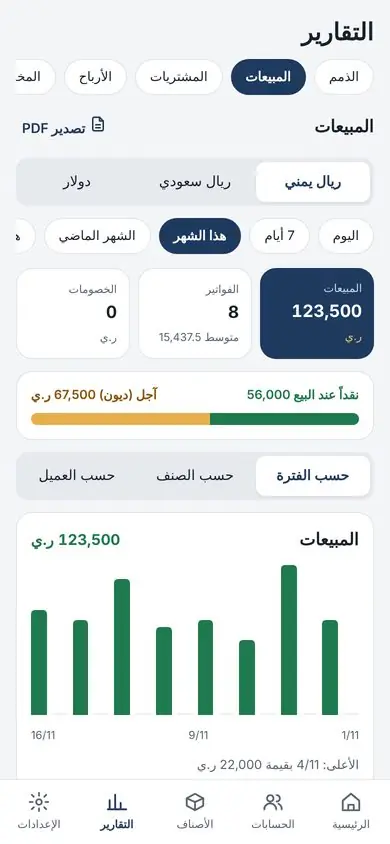 التقارير
الذمم
المبيعات
المشتريات
الأرباح
المخ
المبيعات
تصدير PDF
ريال يمني
ريال سعودي
دولار
اليوم
7 أيام
هذا الشهر
الشهر الماضي
ه
المبيعات
123,500
ر.ي
الفواتير
8
متوسط 15,437.5
الخصومات
0
ر.ي
نقداً عند البيع 56,000
آجل (ديون) 67,500 ر.ي
حسب الفترة
حسب الصنف
حسب العميل
المبيعات
123,500 ر.ي
1/11
9/11
16/11
الأعلى: 4/11 بقيمة 22,000 ر.ي
الرئيسية
الحسابات
الأصناف
التقارير
الإعدادات